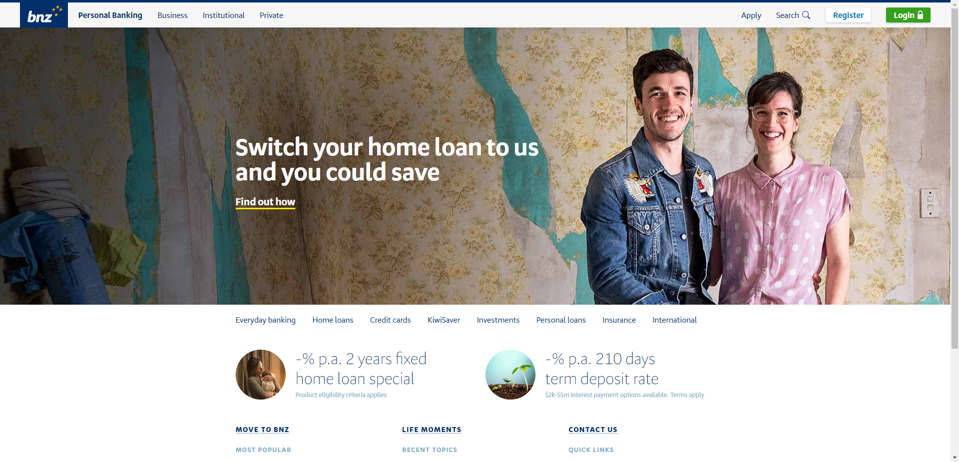 bnz
Personal Banking
Business
Institutional
Private
Apply
Search
Register
Login
Switch your home loan to us
and you could save
Find out how
Everyday banking
Home loans
Credit cards
KiwiSaver
Investments
Personal loans
Insurance
International
-% p.a. 2 years fixed
home loan special
Product eligibility criteria applies
-% p.a. 210 days
term deposit rate
$2k-$5m interest payment options available. Terms apply
MOVE TO BNZ
LIFE MOMENTS
CONTACT US
MOST POPULAR
RECENT TOPICS
QUICK LINKS